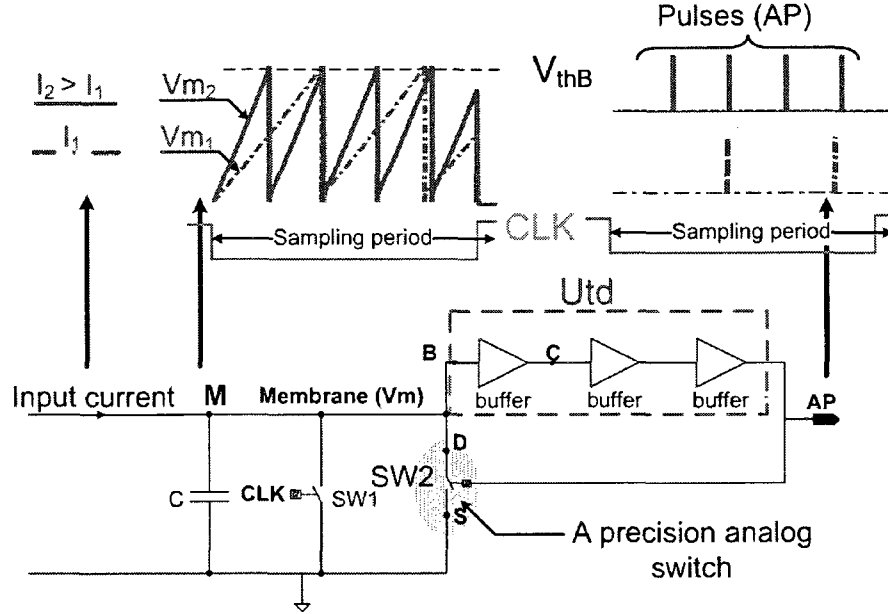 Pulses (AP)
I2 > I1
Vm2
VthB
I1
Vm1
Sampling period
CLK
Sampling period
Utd
B
C
buffer
buffer
buffer
Input current
M
Membrane (Vm)
AP
D
SW2
C
CLK
SW1
S
A precision analog
switch